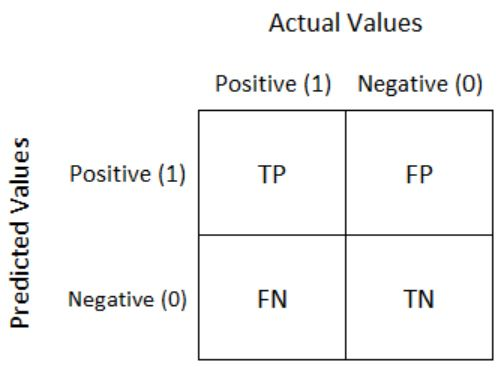 Actual Values
Positive (1) Negative (0)
Predicted Values
Positive (1) TP FP
Negative (0) FN TN